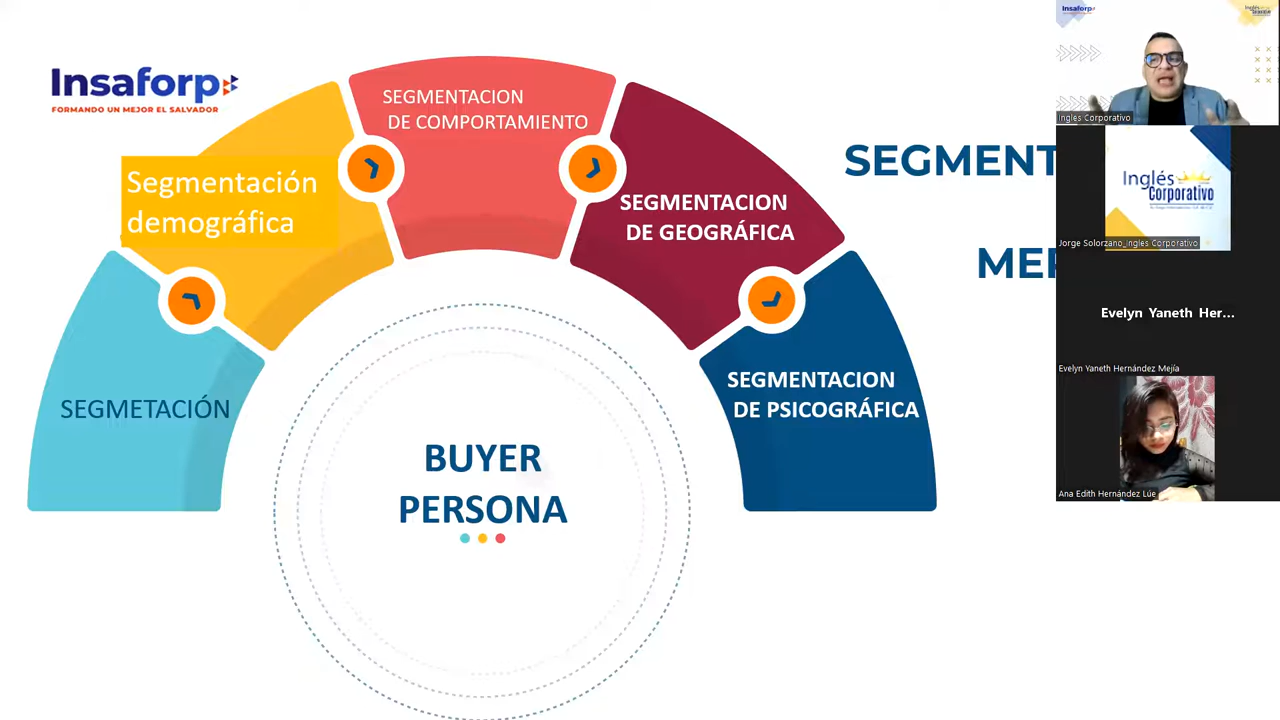 Insaforp
FORMANDO UN MEJOR EL SALVADOR
SEGMENTACION
DE COMPORTAMIENTO
Segmentación
demográfica
SEGMENTACION
DE GEOGRÁFICA
SEGMETACIÓN
SEGMENTACION
DE PSICOGRÁFICA
BUYER
PERSONA
SEGMENT
MER
Insaforp
Ingles Corporativo
Inglés
Corporativo
Jorge Solorzano_Ingles Corporativo
Evelyn Yaneth Her...
Evelyn Yaneth Hernández Mejía
Ana Edith Hernández Lúe